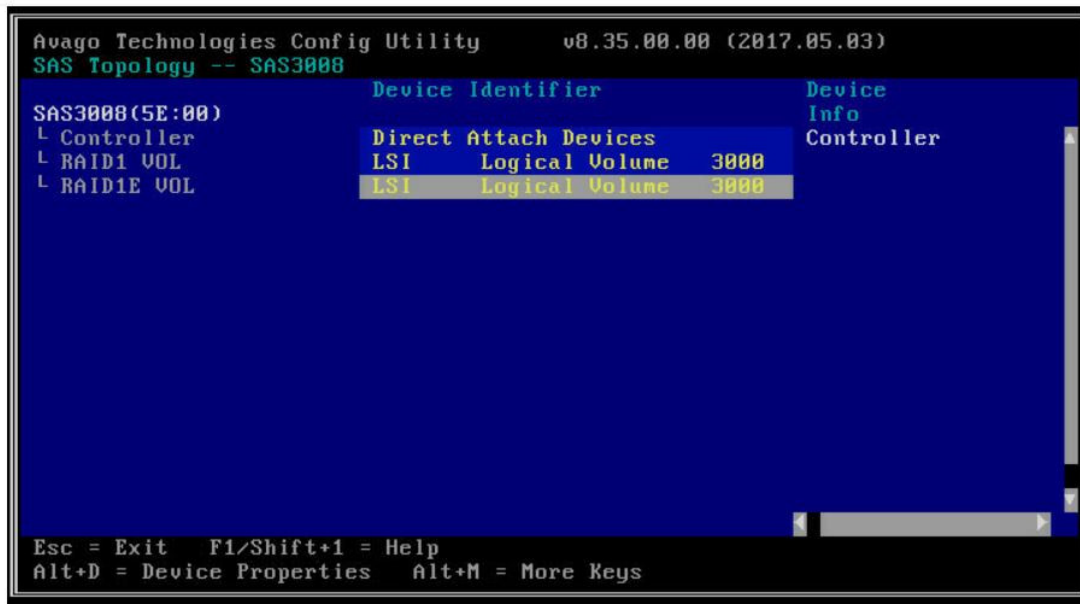 Avago Technologies Config Utility v8.35.00.00 (2017.05.03)
SAS Topology -- SAS3008
Device Identifier Device
SAS3008(5E:00) Info
└ Controller Direct Attach Devices Controller
└ RAID1 VOL LSI Logical Volume 3000
└ RAID1E VOL LSI Logical Volume 3000
Esc = Exit F1/Shift+1 = Help
Alt+D = Device Properties Alt+M = More Keys